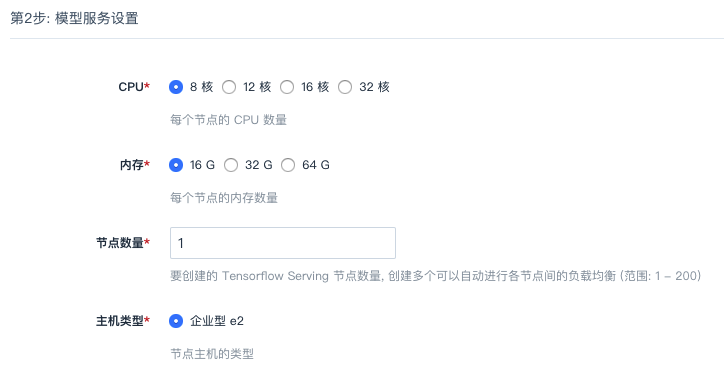 第2步: 模型服务设置
CPU* 8 核 12 核 16 核 32 核
每个节点的 CPU 数量
内存* 16 G 32 G 64 G
每个节点的内存数量
节点数量* 1
要创建的 Tensorflow Serving 节点数量, 创建多个可以自动进行各节点间的负载均衡 (范围: 1 - 200)
主机类型* 企业型 e2
节点主机的类型